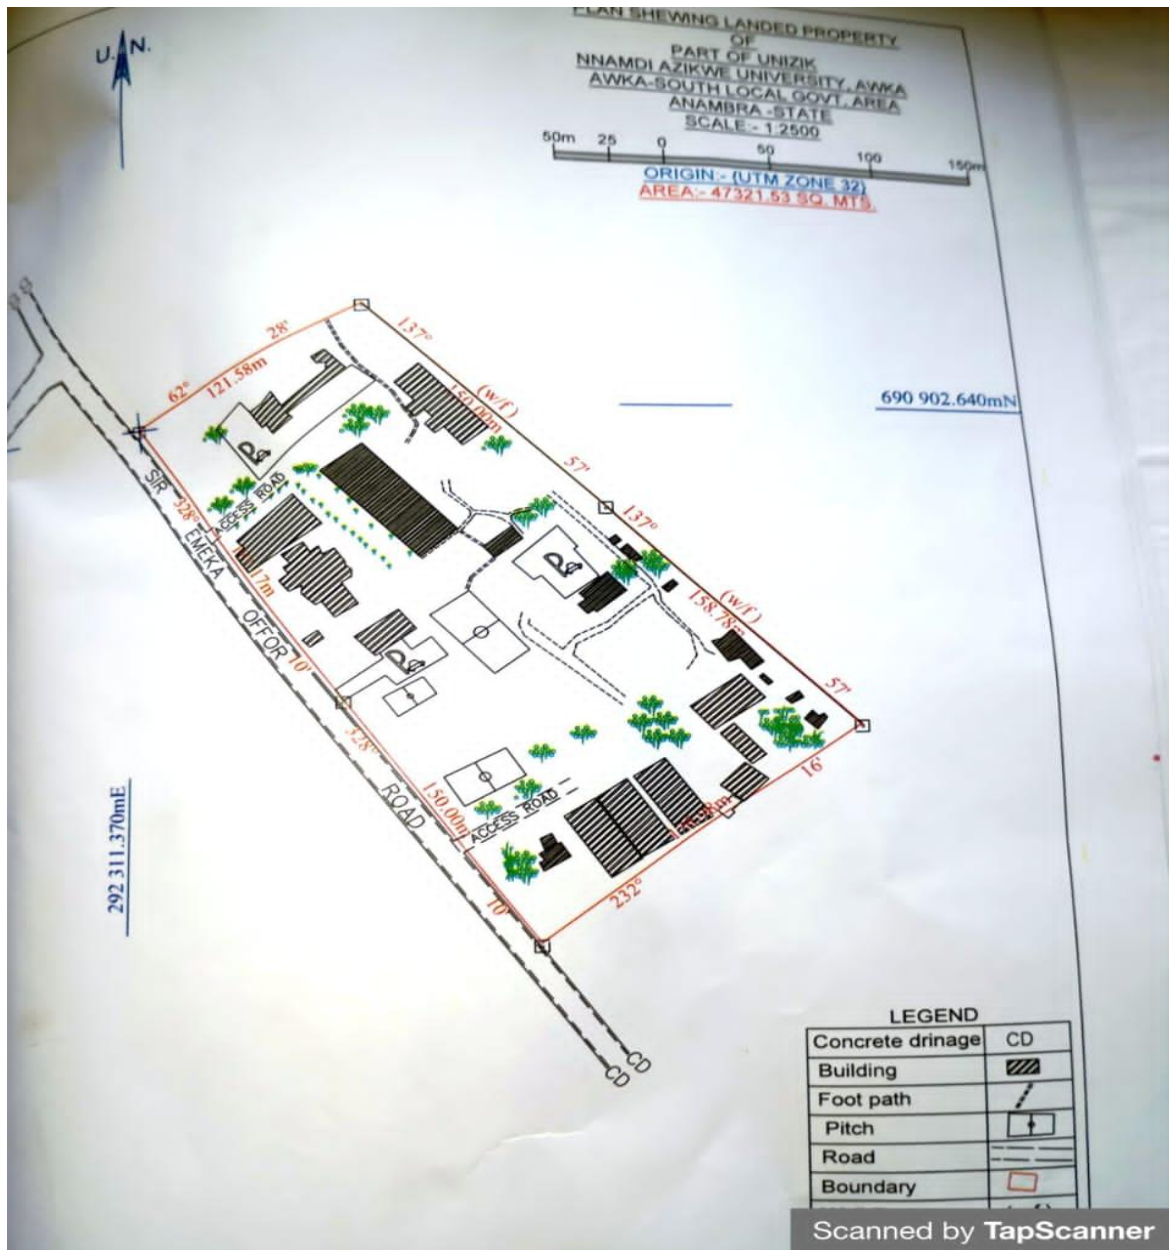 PLAN SHEWING LANDED PROPERTY
OF
PART OF UNIZIK
NNAMDI AZIKWE UNIVERSITY, AWKA
AWKA-SOUTH LOCAL GOVT. AREA
ANAMBRA -STATE
SCALE:- 1:2500
50m 25 0 50 100 150m
ORIGIN:- (UTM ZONE 32)
AREA:- 47321.53 SQ. MTS.
U. N.
28'
137°
62°
121.58m
(w/f)
150.00m
690 902.640mN
57'
137°
SIR
328°
ACCESS ROAD
EMEKA
17m
(w/f)
158.78m
OFFOR
10'
57'
328°
16'
ROAD
150.00m
ACCESS ROAD
292 311.370mE
232°
10'
CD
CD
LEGEND
Concrete drinage CD
Building
Foot path
Pitch
Road
Boundary
Scanned by TapScanner